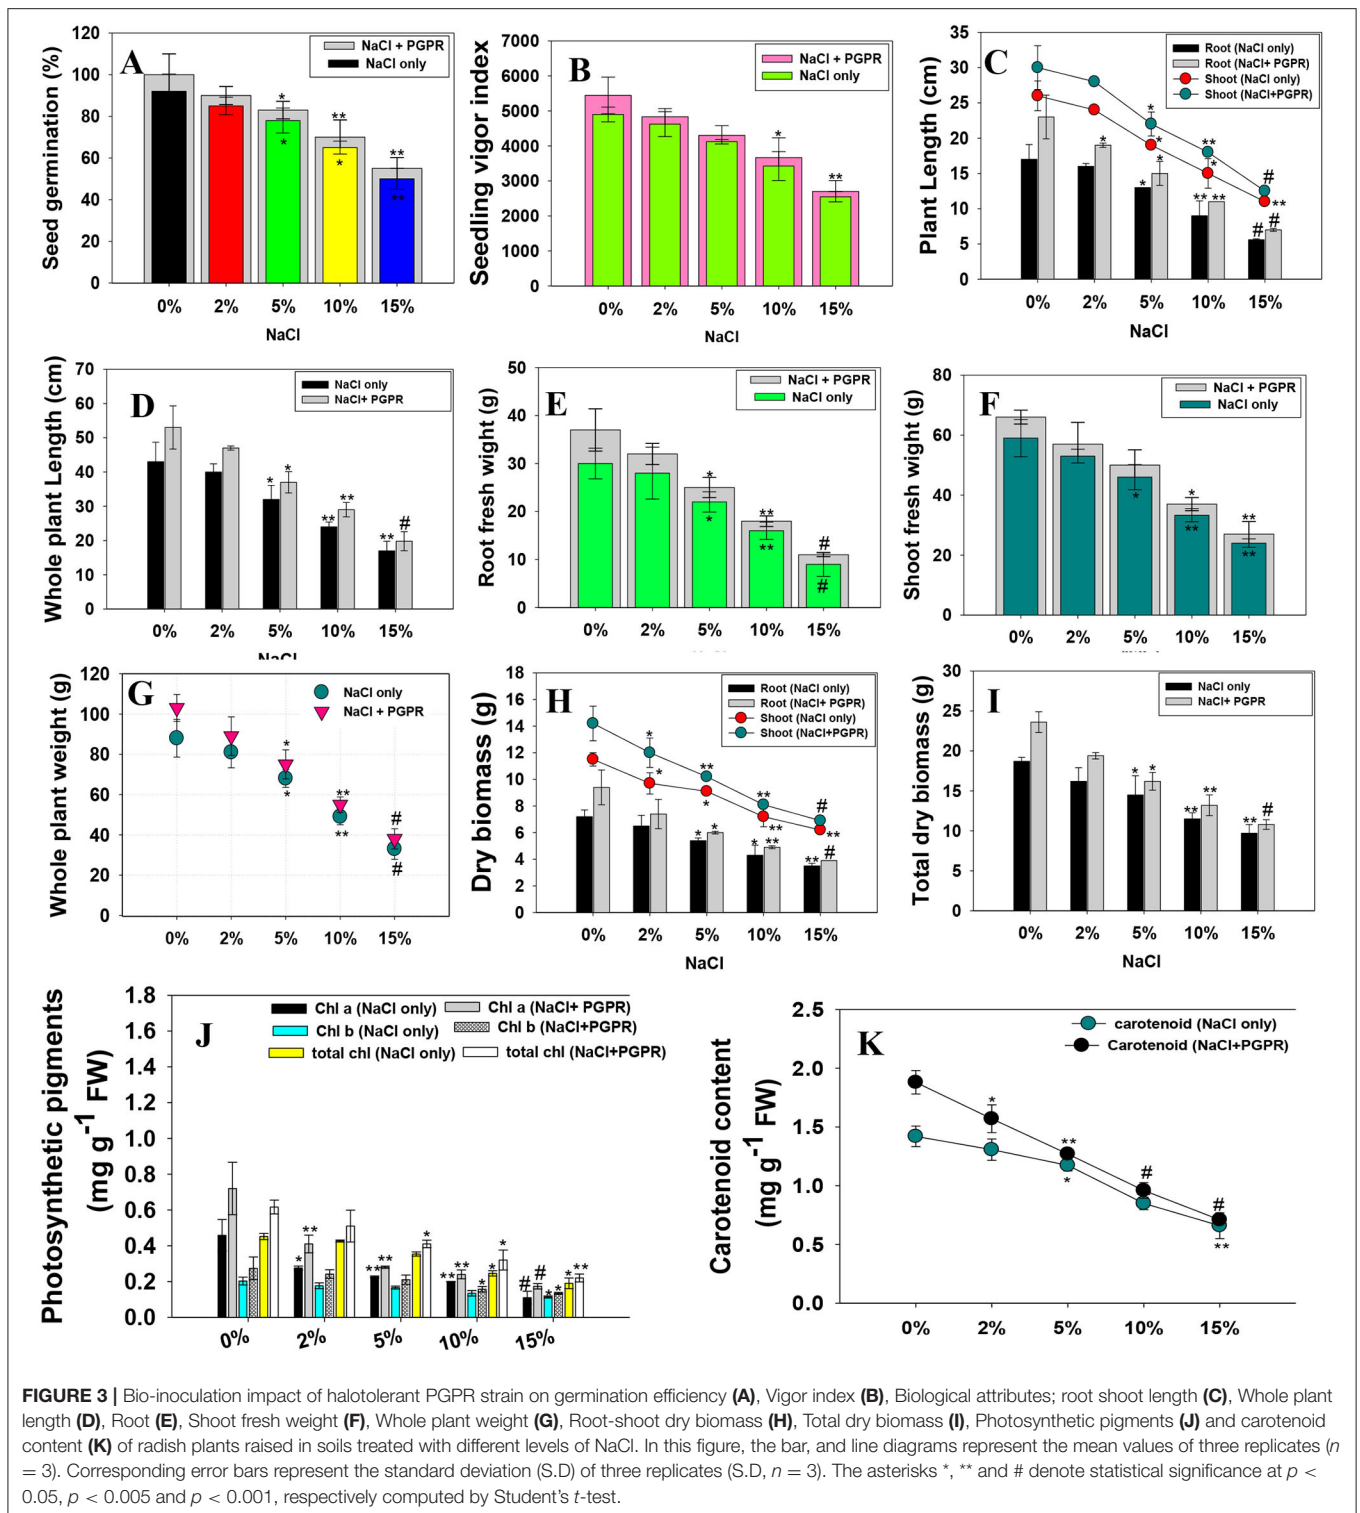 A
Seed germination (%)
120
100
80
60
40
20
0
NaCl + PGPR
NaCl only
*
*
**
*
**
**
0% 2% 5% 10% 15%
NaCl
B
Seedling vigor index
7000
6000
5000
4000
3000
2000
1000
0
NaCl + PGPR
NaCl only
*
**
0% 2% 5% 10% 15%
NaCl
C
Plant Length (cm)
35
30
25
20
15
10
5
0
Root (NaCl only)
Root (NaCl+ PGPR)
Shoot (NaCl only)
Shoot (NaCl+PGPR)
*
*
*
*
*
**
*
** **
#
**
# #
0% 2% 5% 10% 15%
NaCl
D
Whole plant Length (cm)
70
60
50
40
30
20
10
0
NaCl only
NaCl+ PGPR
* *
** **
** #
0% 2% 5% 10% 15%
NaCl
E
Root fresh wight (g)
50
40
30
20
10
0
NaCl + PGPR
NaCl only
*
*
**
**
#
#
0% 2% 5% 10% 15%
F
Shoot fresh wight (g)
80
60
40
20
0
NaCl + PGPR
NaCl only
*
*
**
**
**
0% 2% 5% 10% 15%
G
Whole plant weight (g)
120
100
80
60
40
20
0
NaCl only
NaCl + PGPR
*
*
**
**
#
#
0% 2% 5% 10% 15%
H
Dry biomass (g)
18
16
14
12
10
8
6
4
2
0
Root (NaCl only)
Root (NaCl+ PGPR)
Shoot (NaCl only)
Shoot (NaCl+PGPR)
*
*
**
*
* *
**
**
* **
#
**
** #
0% 2% 5% 10% 15%
NaCl
I
Total dry biomass (g)
30
25
20
15
10
5
0
NaCl only
NaCl+ PGPR
* *
** **
** #
0% 2% 5% 10% 15%
NaCl
J
Photosynthetic pigments
(mg g-1 FW)
1.8
1.6
1.4
1.2
1.0
0.8
0.6
0.4
0.2
0.0
Chl a (NaCl only) Chl a (NaCl+ PGPR)
Chl b (NaCl only) Chl b (NaCl+PGPR)
total chl (NaCl only) total chl (NaCl+PGPR)
* **
** ** *
** ** * * *
# # * * * **
0% 2% 5% 10% 15%
K
Carotenoid content
(mg g-1 FW)
2.5
2.0
1.5
1.0
0.5
0.0
carotenoid (NaCl only)
Carotenoid (NaCl+PGPR)
*
**
*
#
#
**
0% 2% 5% 10% 15%
FIGURE 3 | Bio-inoculation impact of halotolerant PGPR strain on germination efficiency (A), Vigor index (B), Biological attributes; root shoot length (C), Whole plant
length (D), Root (E), Shoot fresh weight (F), Whole plant weight (G), Root-shoot dry biomass (H), Total dry biomass (I), Photosynthetic pigments (J) and carotenoid
content (K) of radish plants raised in soils treated with different levels of NaCl. In this figure, the bar, and line diagrams represent the mean values of three replicates (n
= 3). Corresponding error bars represent the standard deviation (S.D) of three replicates (S.D, n = 3). The asterisks *, ** and # denote statistical significance at p <
0.05, p < 0.005 and p < 0.001, respectively computed by Student's t-test.